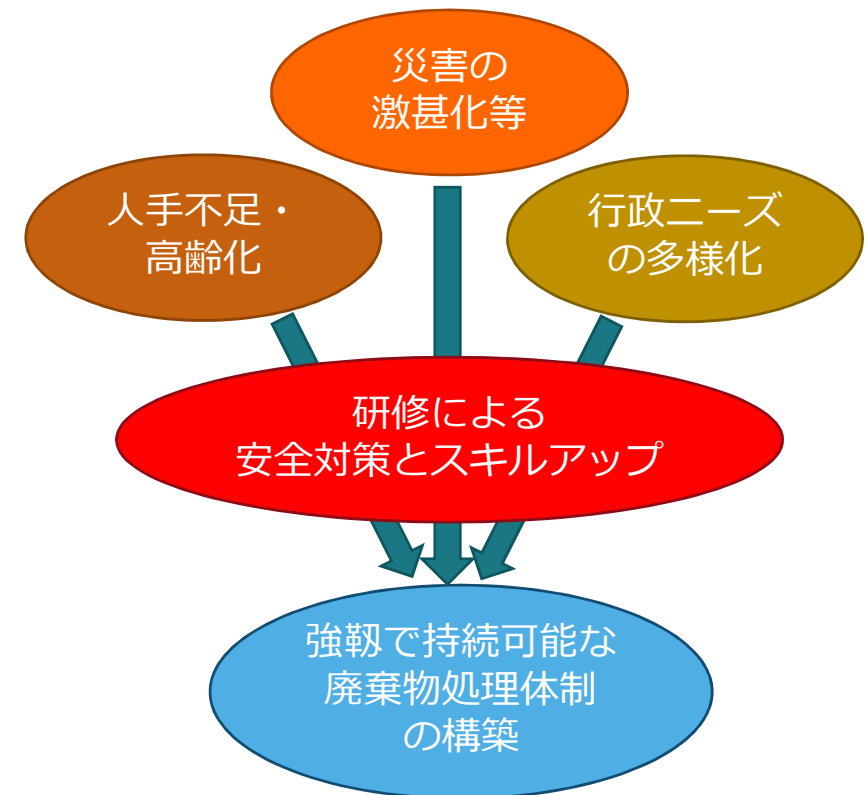 災害の
激甚化等
人手不足・
高齢化
行政ニーズ
の多様化
研修による
安全対策とスキルアップ
強靱で持続可能な
廃棄物処理体制
の構築